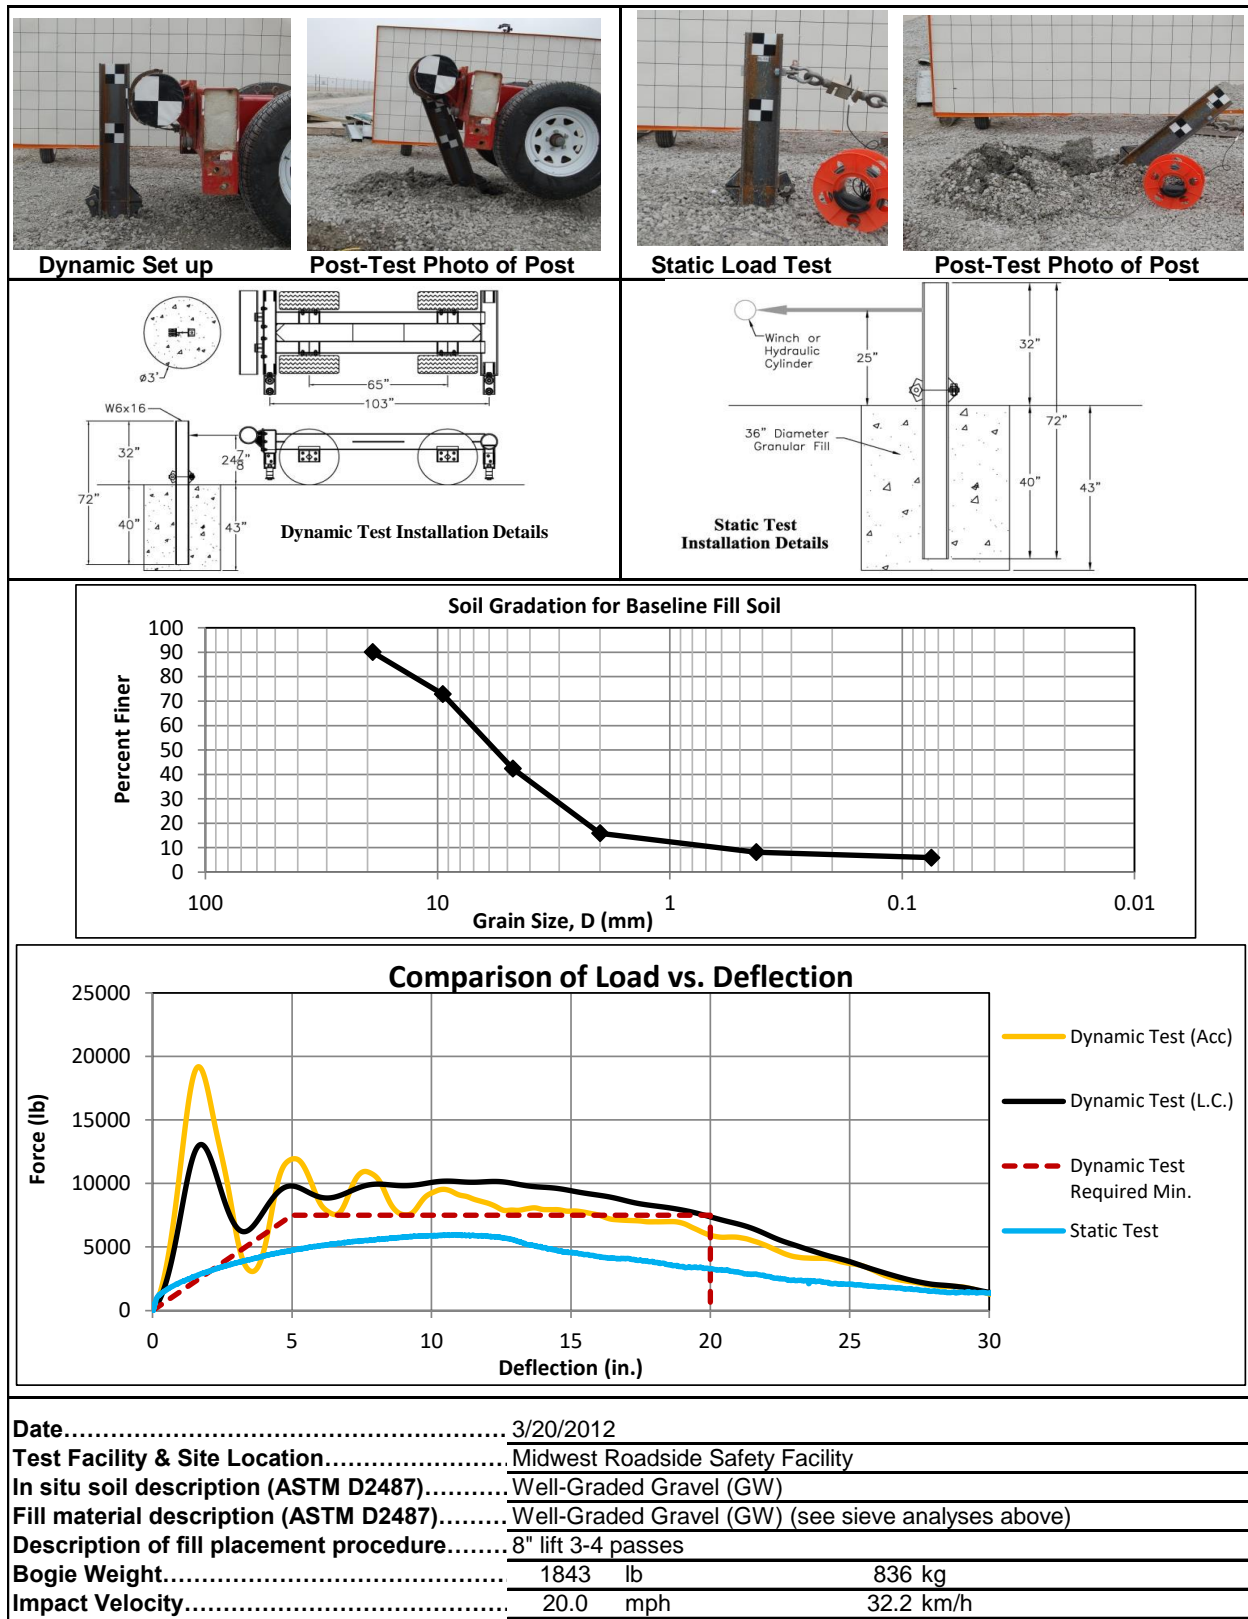 Dynamic Set up
Post-Test Photo of Post
Static Load Test
Post-Test Photo of Post
ø3'
65"
103"
W6x16
32"
24 7/8"
72"
40"
43"
Dynamic Test Installation Details
Winch or
Hydraulic
Cylinder
25"
32"
72"
36" Diameter
Granular Fill
40"
43"
Static Test
Installation Details
Soil Gradation for Baseline Fill Soil
Percent Finer
100
90
80
70
60
50
40
30
20
10
0
100 10 1 0.1 0.01
Grain Size, D (mm)
Comparison of Load vs. Deflection
Force (lb)
25000
20000
15000
10000
5000
0
0 5 10 15 20 25 30
Deflection (in.)
Dynamic Test (Acc)
Dynamic Test (L.C.)
Dynamic Test
Required Min.
Static Test
Date.................................................... 3/20/2012
Test Facility & Site Location..................... Midwest Roadside Safety Facility
In situ soil description (ASTM D2487).......... Well-Graded Gravel (GW)
Fill material description (ASTM D2487)........ Well-Graded Gravel (GW) (see sieve analyses above)
Description of fill placement procedure....... 8" lift 3-4 passes
Bogie Weight......................................... 1843 lb 836 kg
Impact Velocity...................................... 20.0 mph 32.2 km/h